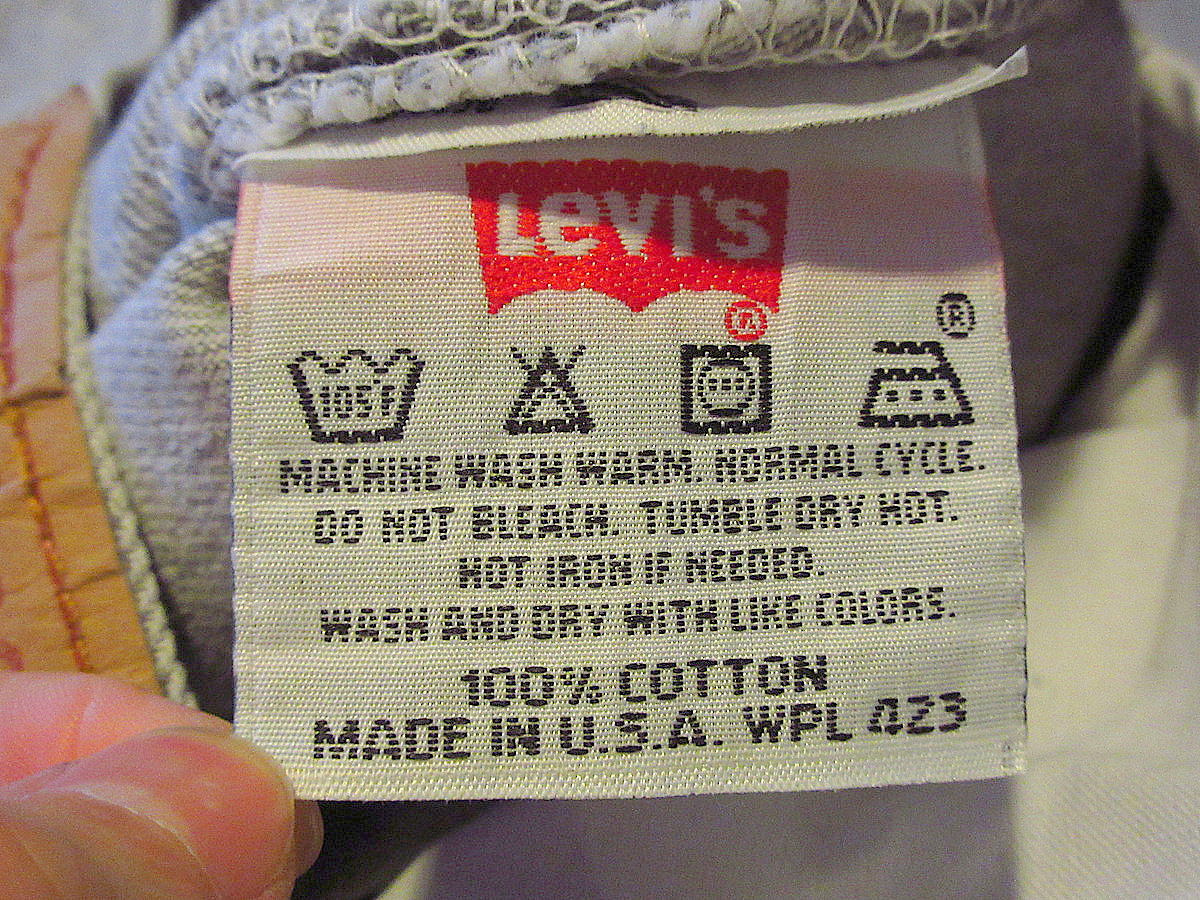 Levi's
®
®
105F
MACHINE WASH WARM. NORMAL CYCLE.
DO NOT BLEACH. TUMBLE DRY HOT.
HOT IRON IF NEEDED.
WASH AND DRY WITH LIKE COLORS.
100% COTTON
MADE IN U.S.A. WPL 423